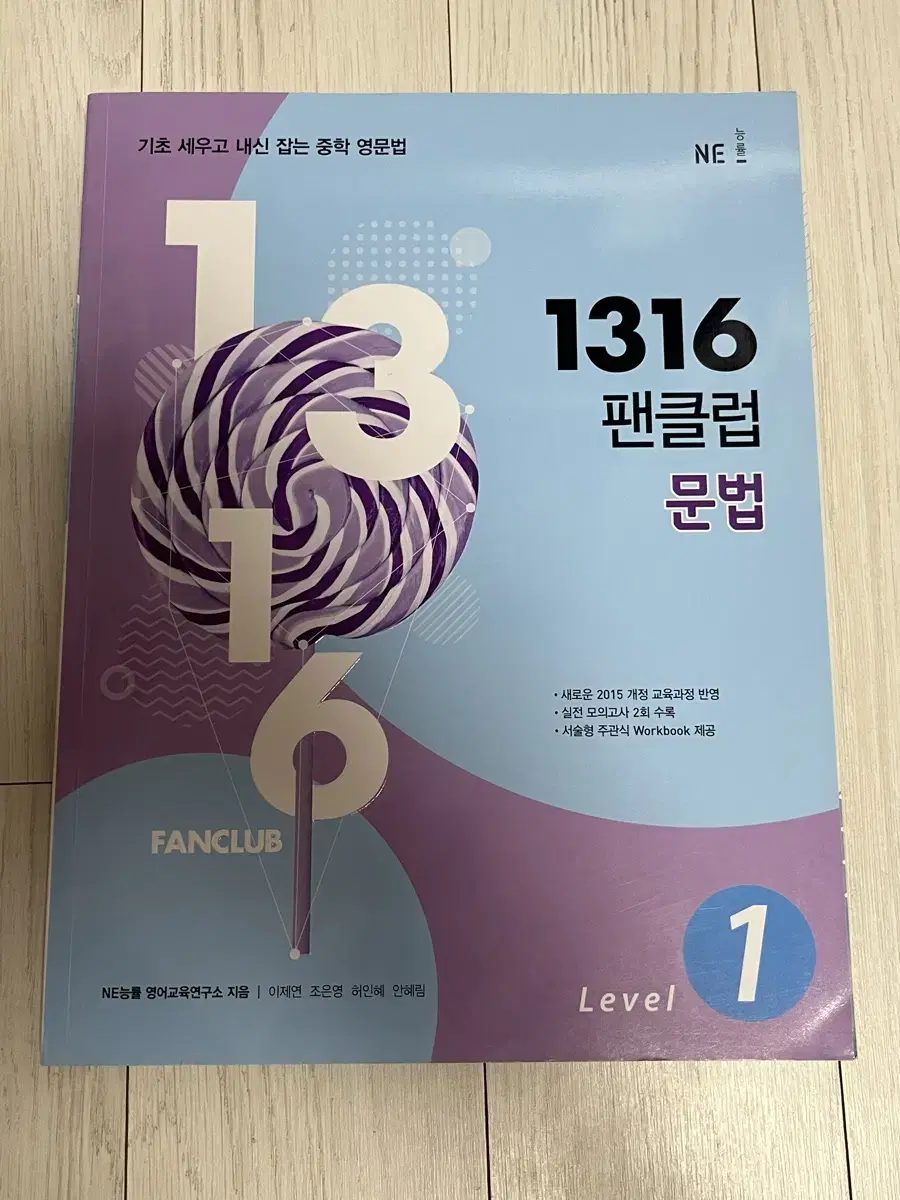 기초 세우고 내신 잡는 중학 영문법
NE 능률
1
3
1
6
FANCLUB
1316
팬클럽
문법
• 새로운 2015 개정 교육과정 반영
• 실전 모의고사 2회 수록
• 서술형 주관식 Workbook 제공
Level 1
NE능률 영어교육연구소 지음 | 이제연 조은영 허인혜 안혜림